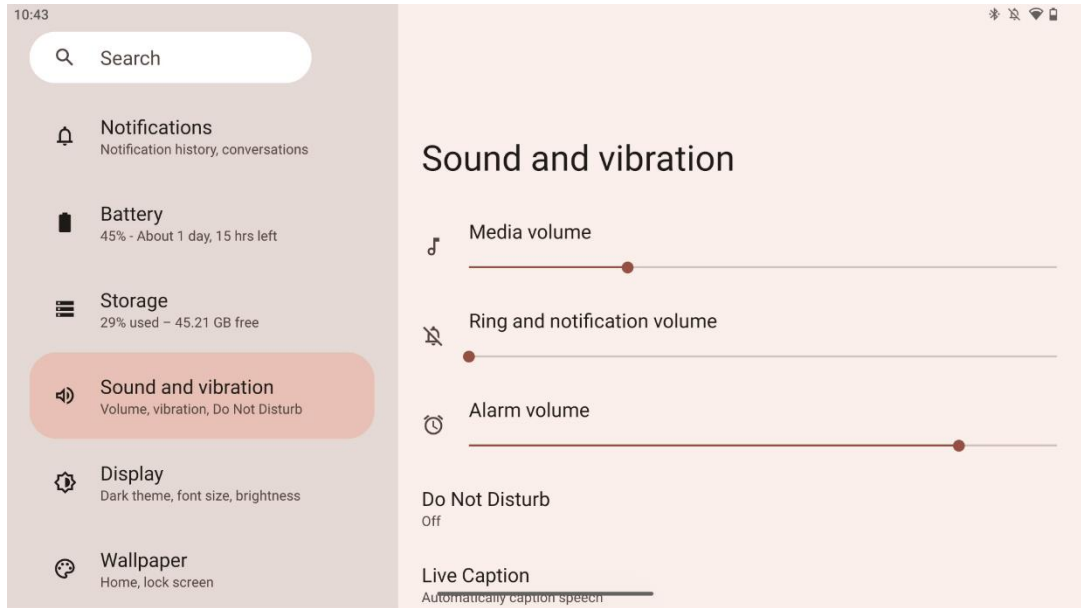 10:43
Search
Notifications
Notification history, conversations
Battery
45% - About 1 day, 15 hrs left
Storage
29% used – 45.21 GB free
Sound and vibration
Volume, vibration, Do Not Disturb
Display
Dark theme, font size, brightness
Wallpaper
Home, lock screen
Sound and vibration
Media volume
Ring and notification volume
Alarm volume
Do Not Disturb
Off
Live Caption
Automatically caption speech